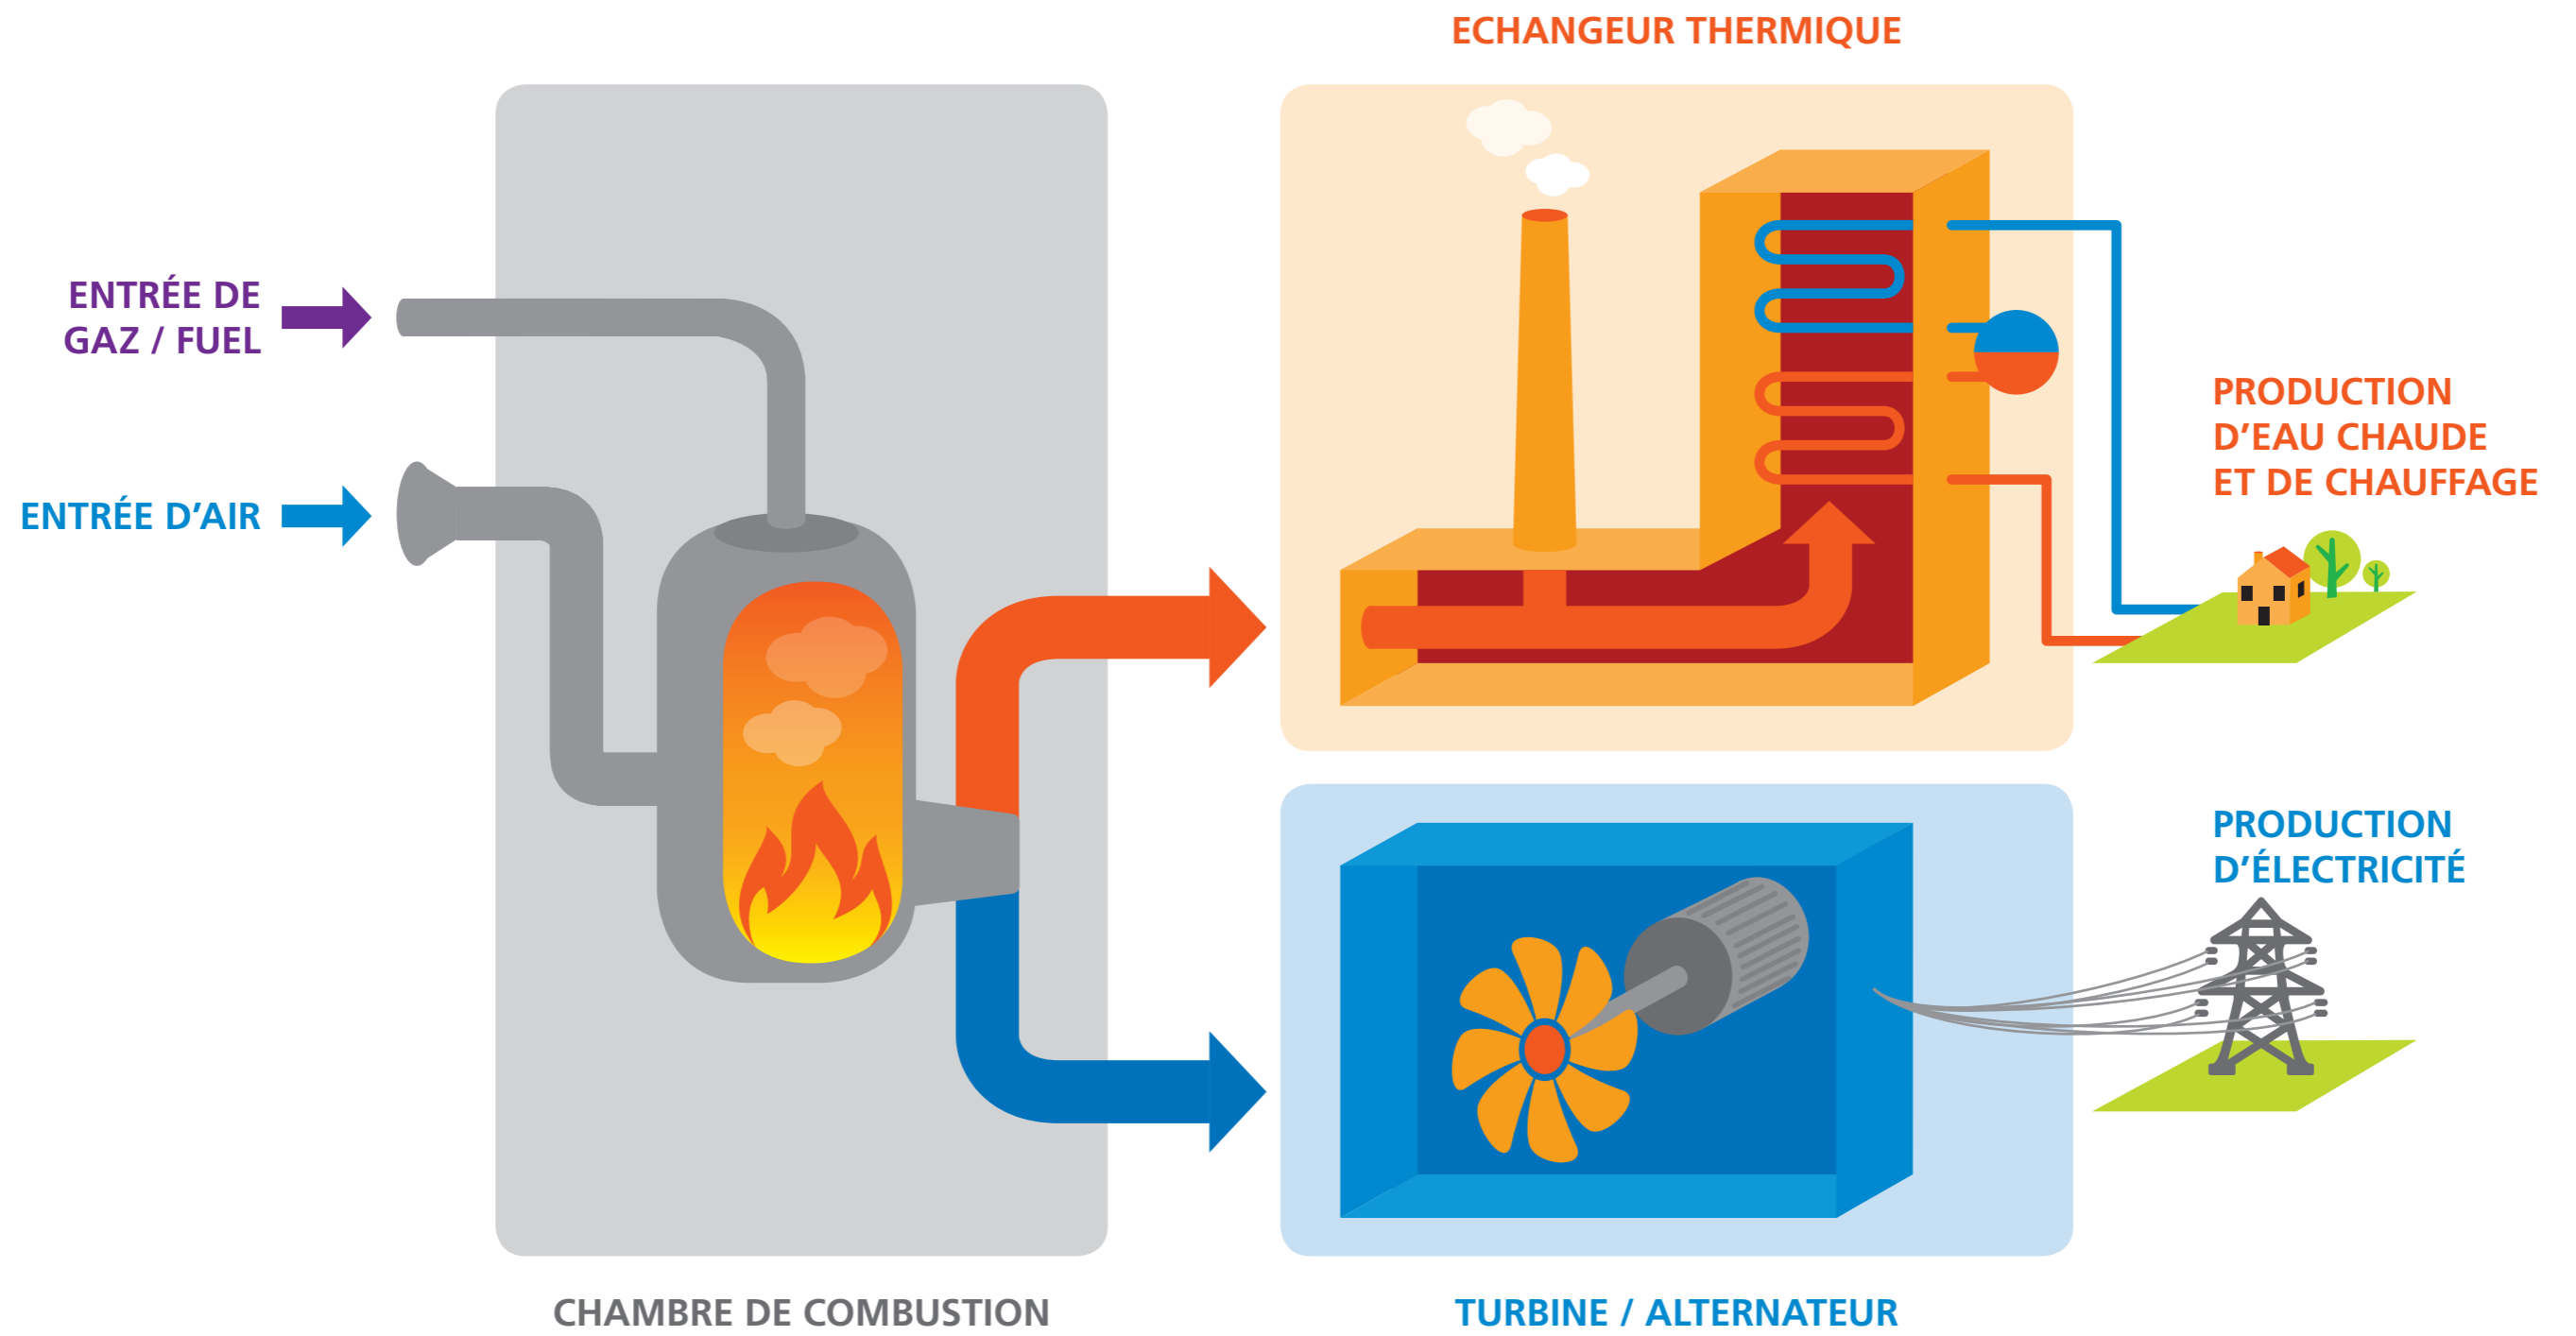 ECHANGEUR THERMIQUE
ENTRÉE DE
GAZ / FUEL
ENTRÉE D’AIR
PRODUCTION
D’EAU CHAUDE
ET DE CHAUFFAGE
PRODUCTION
D’ÉLECTRICITÉ
CHAMBRE DE COMBUSTION
TURBINE / ALTERNATEUR